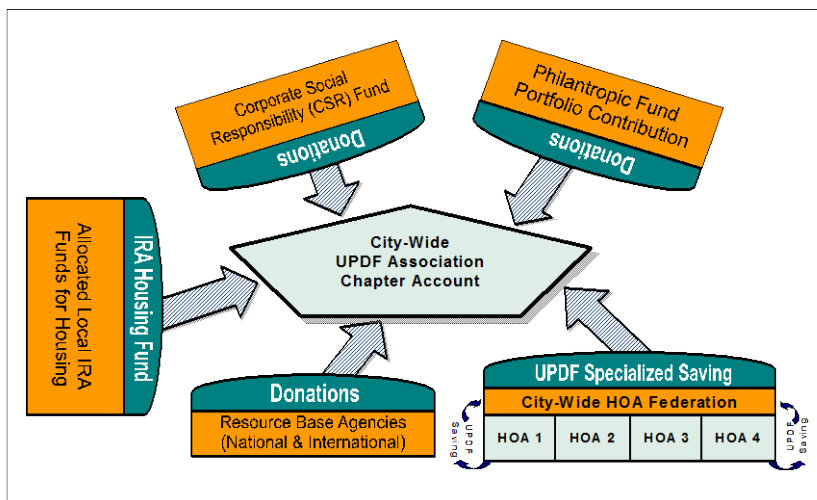 Corporate Social
Responsibility (CSR) Fund
Donations
Philantropic Fund
Portfolio Contribution
Donations
Allocated Local IRA
Funds for Housing
IRA Housing Fund
City-Wide
UPDF Association
Chapter Account
Donations
Resource Base Agencies
(National & International)
UPDF Specialized Saving
City-Wide HOA Federation
UPDF
Saving
HOA 1
HOA 2
HOA 3
HOA 4
UPDF
Saving